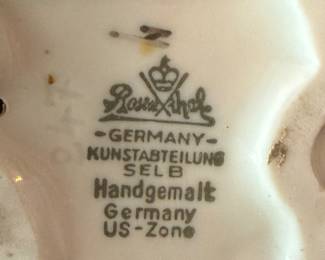 Rosenthal
-GERMANY-
KUNSTABTEILUNG
SELB
Handgemalt
Germany
US-Zone